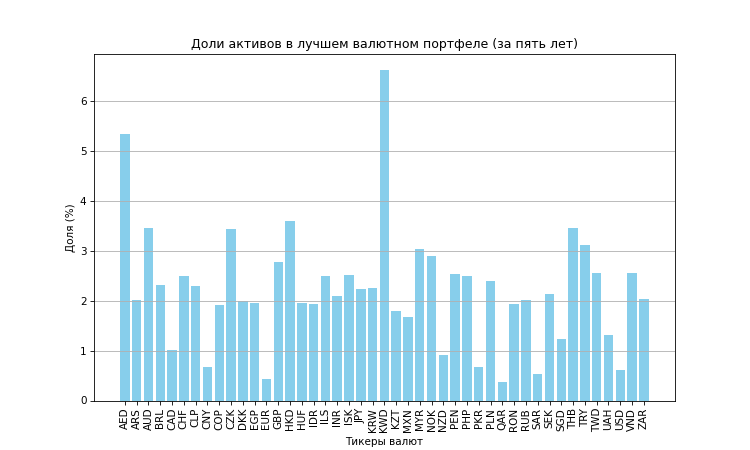 Доли активов в лучшем валютном портфеле (за пять лет)
Доля (%)
6
5
4
3
2
1
0
AED ARS AUD BRL CAD CHF CLP CNY COP CZK DKK EGP EUR GBP HKD HUF IDR ILS INR ISK JPY KRW KWD KZT MXN MYR NOK NZD PEN PHP PKR PLN QAR RON RUB SAR SEK SGD THB TRY TWD UAH USD VND ZAR
Тикеры валют